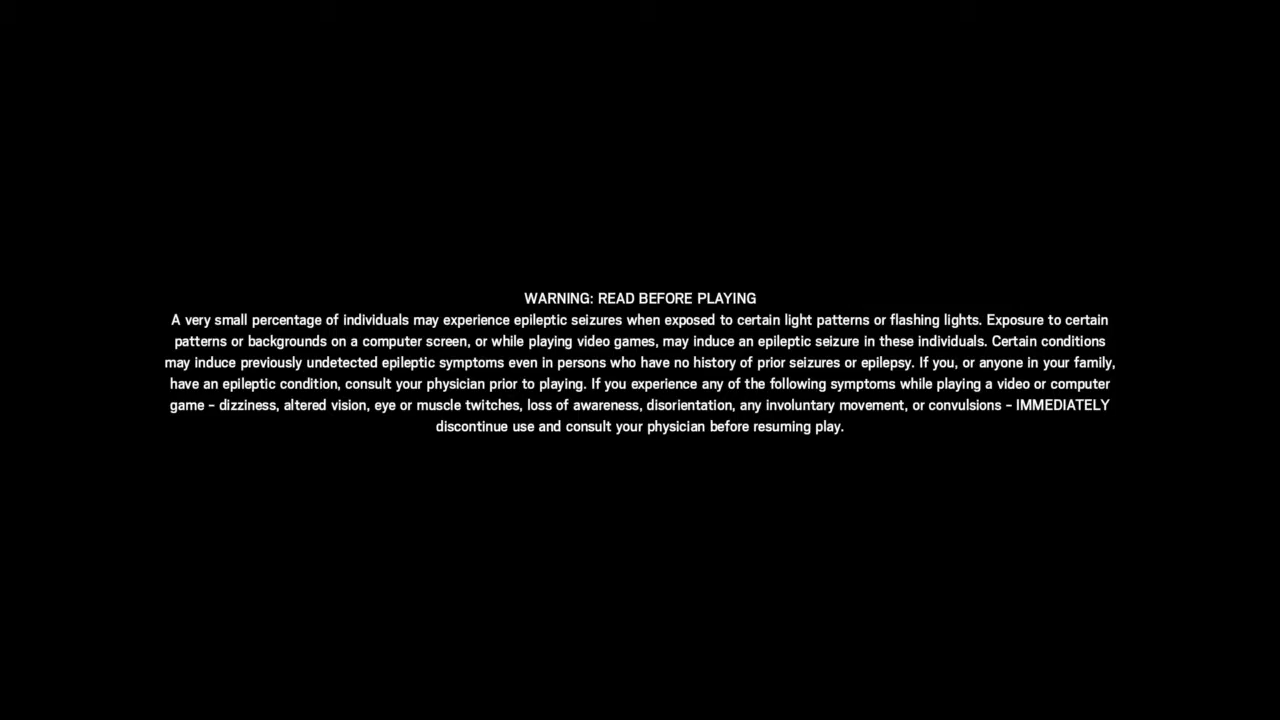 WARNING: READ BEFORE PLAYING
A very small percentage of individuals may experience epileptic seizures when exposed to certain light patterns or flashing lights. Exposure to certain
patterns or backgrounds on a computer screen, or while playing video games, may induce an epileptic seizure in these individuals. Certain conditions
may induce previously undetected epileptic symptoms even in persons who have no history of prior seizures or epilepsy. If you, or anyone in your family,
have an epileptic condition, consult your physician prior to playing. If you experience any of the following symptoms while playing a video or computer
game – dizziness, altered vision, eye or muscle twitches, loss of awareness, disorientation, any involuntary movement, or convulsions – IMMEDIATELY
discontinue use and consult your physician before resuming play.